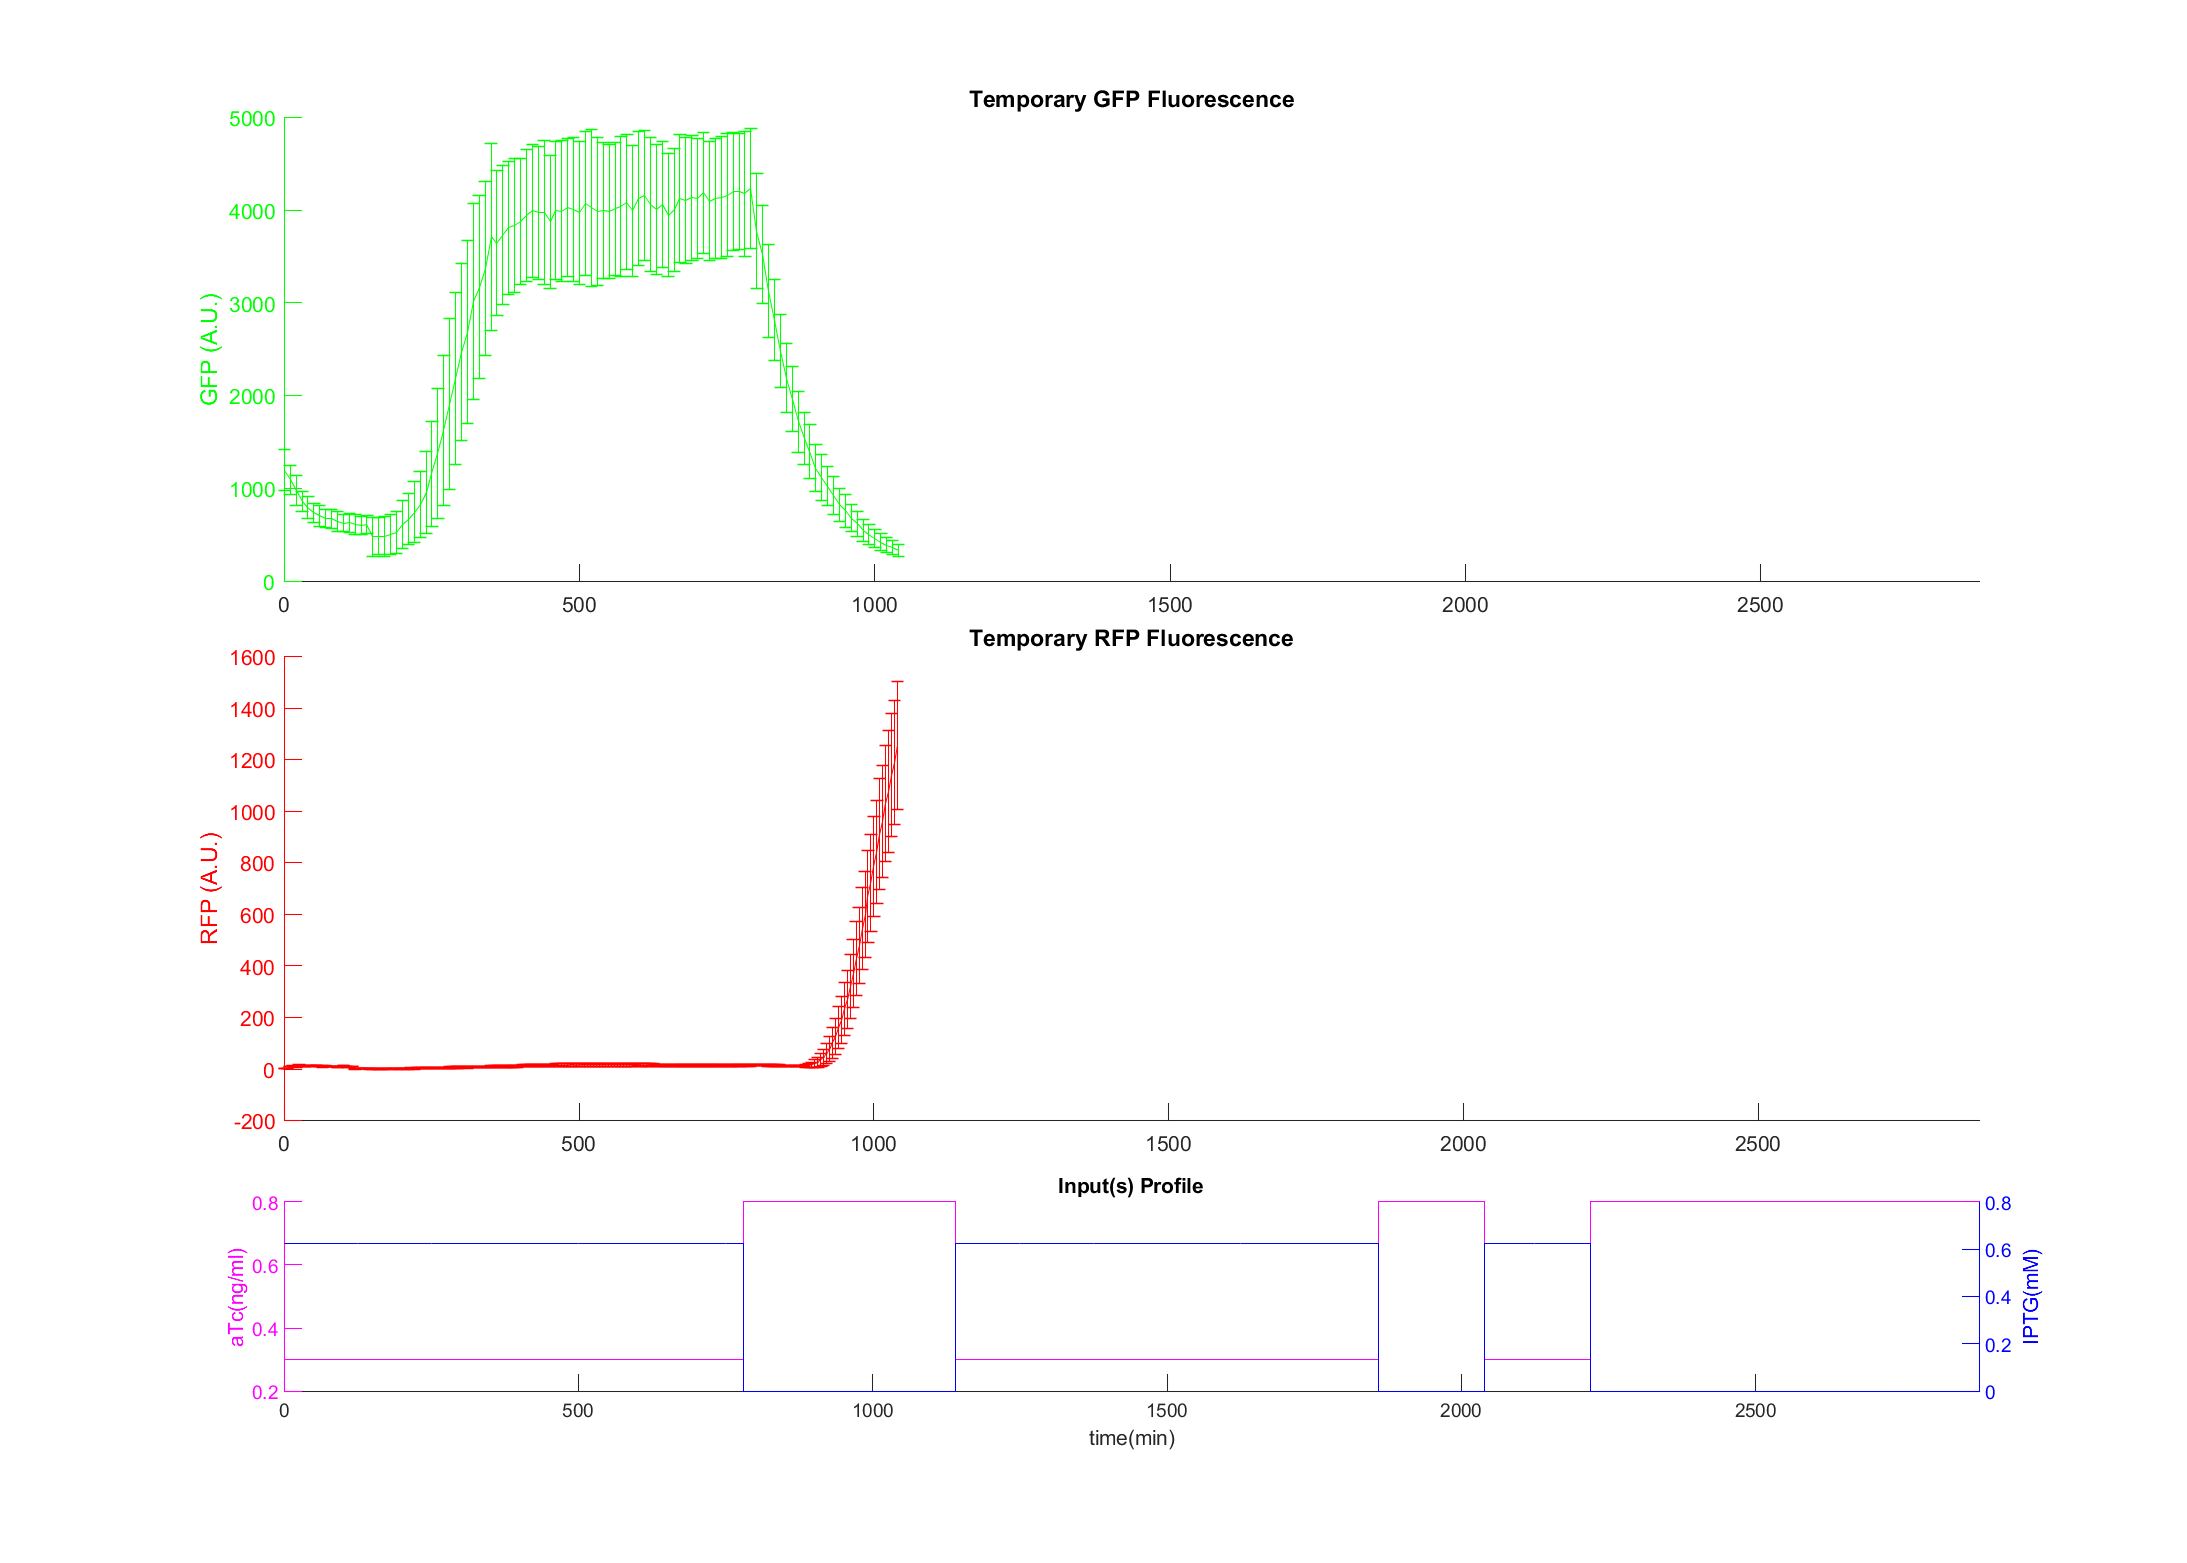 Temporary GFP Fluorescence
GFP (A.U.)
5000
4000
3000
2000
1000
0
0 500 1000 1500 2000 2500
Temporary RFP Fluorescence
RFP (A.U.)
1600
1400
1200
1000
800
600
400
200
0
-200
0 500 1000 1500 2000 2500
Input(s) Profile
aTc(ng/ml)
0.8
0.6
0.4
0.2
IPTG(mM)
0.8
0.6
0.4
0.2
0
0 500 1000 1500 2000 2500
time(min)